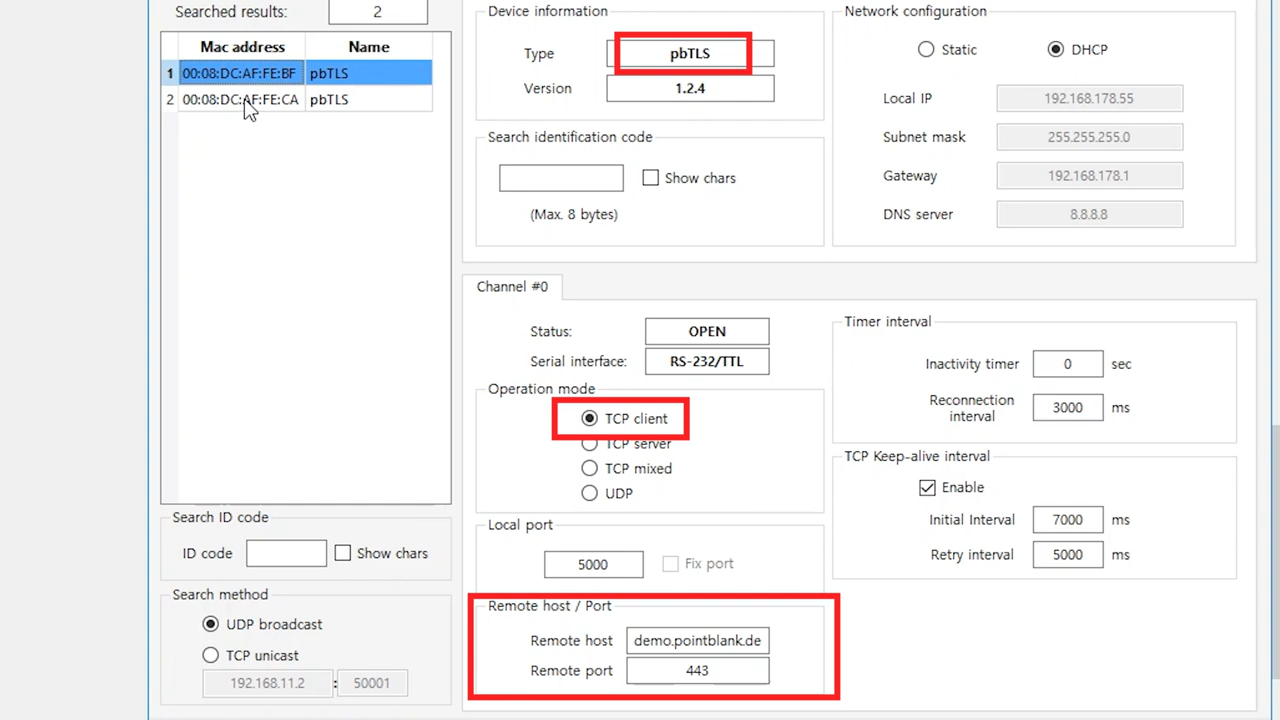 Searched results: 2
Mac address Name
1 00:08:DC:AF:FE:BF pbTLS
2 00:08:DC:AF:FE:CA pbTLS
Search ID code
ID code Show chars
Search method
UDP broadcast
TCP unicast
192.168.11.2 : 50001
Device information
Type pbTLS
Version 1.2.4
Search identification code
Show chars
(Max. 8 bytes)
Network configuration
Static DHCP
Local IP 192.168.178.55
Subnet mask 255.255.255.0
Gateway 192.168.178.1
DNS server 8.8.8.8
Channel #0
Status: OPEN
Serial interface: RS-232/TTL
Operation mode
TCP client
TCP server
TCP mixed
UDP
Local port
5000 Fix port
Remote host / Port
Remote host demo.pointblank.de
Remote port 443
Timer interval
Inactivity timer 0 sec
Reconnection
interval 3000 ms
TCP Keep-alive interval
Enable
Initial Interval 7000 ms
Retry interval 5000 ms